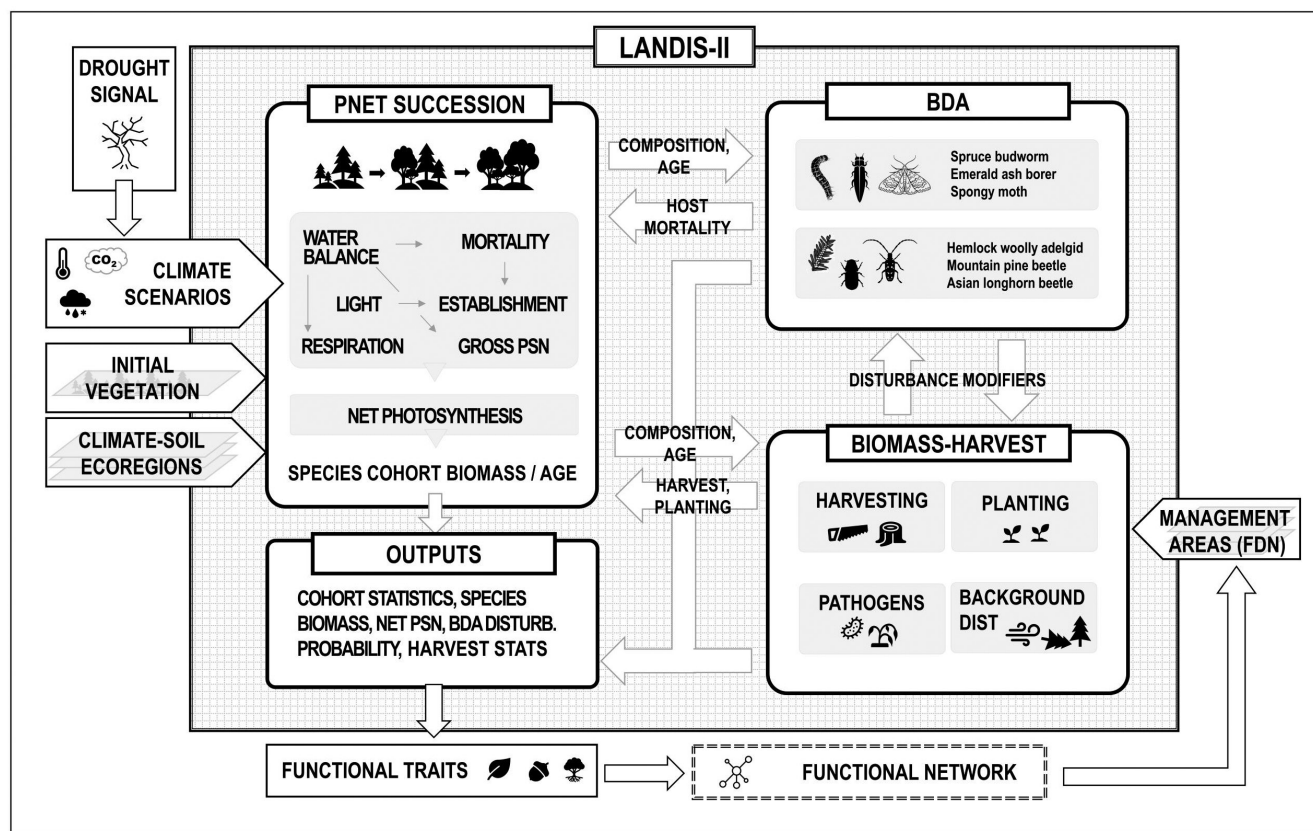 LANDIS-II
DROUGHT
SIGNAL
PNET SUCCESSION
BDA
COMPOSITION,
AGE
HOST
MORTALITY
Spruce budworm
Emerald ash borer
Spongy moth
Hemlock woolly adelgid
Mountain pine beetle
Asian longhorn beetle
CO2
CLIMATE
SCENARIOS
WATER
BALANCE
MORTALITY
LIGHT
ESTABLISHMENT
RESPIRATION
GROSS PSN
INITIAL
VEGETATION
NET PHOTOSYNTHESIS
CLIMATE-SOIL
ECOREGIONS
SPECIES COHORT BIOMASS / AGE
DISTURBANCE MODIFIERS
COMPOSITION,
AGE
HARVEST,
PLANTING
BIOMASS-HARVEST
HARVESTING
PLANTING
PATHOGENS
BACKGROUND
DIST
MANAGEMENT
AREAS (FDN)
OUTPUTS
COHORT STATISTICS, SPECIES
BIOMASS, NET PSN, BDA DISTURB.
PROBABILITY, HARVEST STATS
FUNCTIONAL TRAITS
FUNCTIONAL NETWORK